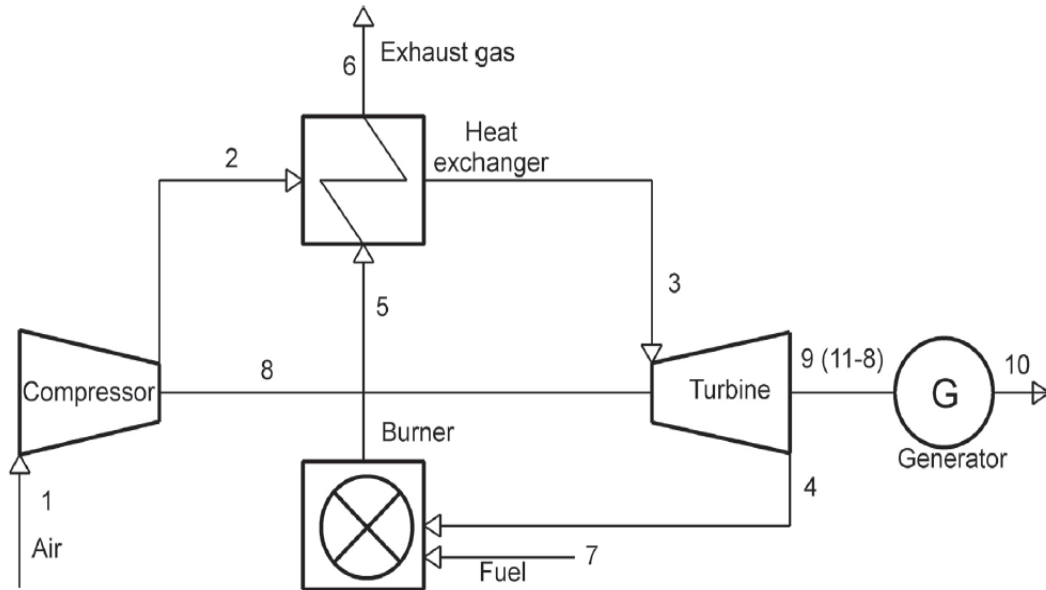 Exhaust gas
6
Heat
exchanger
2
3
5
Compressor
8
Turbine
9 (11-8)
G
10
Generator
Burner
4
1
Air
Fuel
7